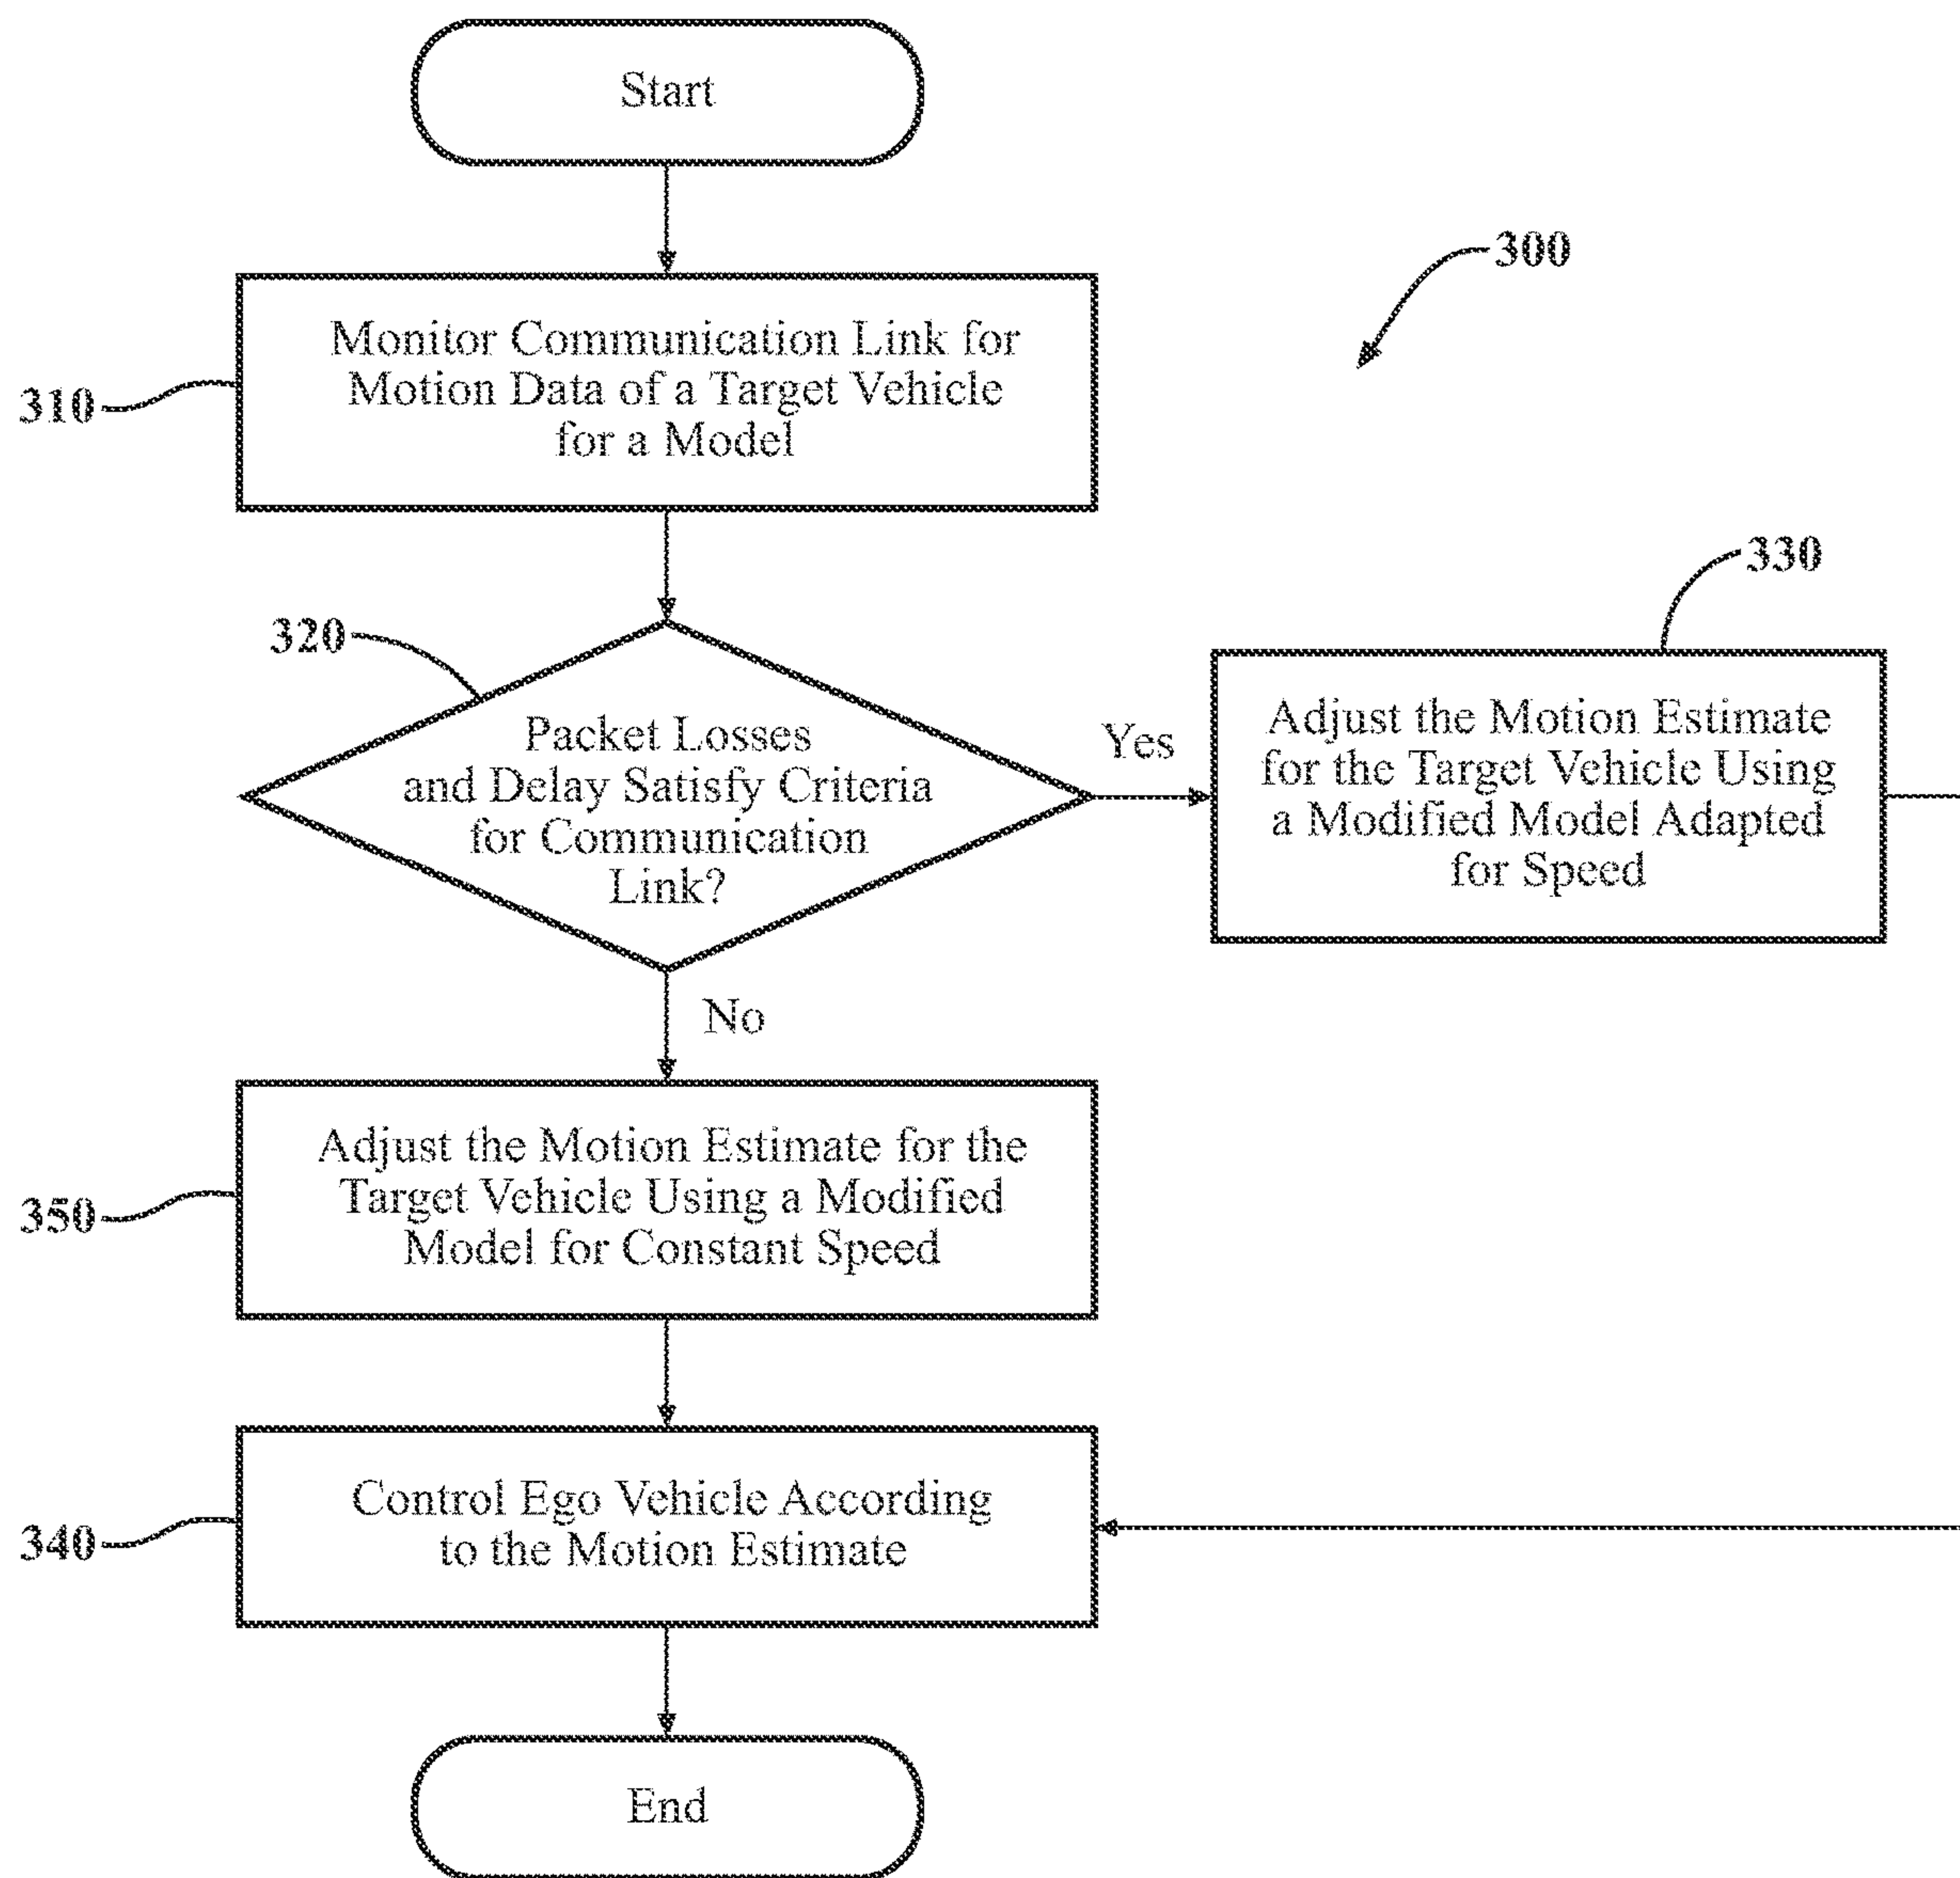 Start
300
310
Monitor Communication Link for
Motion Data of a Target Vehicle
for a Model
320
Packet Losses
and Delay Satisfy Criteria
for Communication
Link?
Yes
330
Adjust the Motion Estimate
for the Target Vehicle Using
a Modified Model Adapted
for Speed
No
350
Adjust the Motion Estimate for the
Target Vehicle Using a Modified
Model for Constant Speed
340
Control Ego Vehicle According
to the Motion Estimate
End